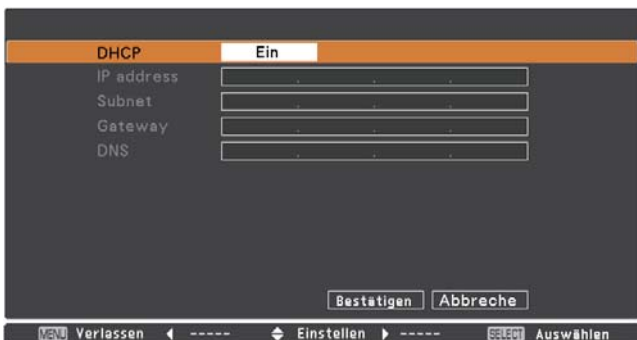 DHCP Ein
IP address . . .
Subnet . . .
Gateway . . .
DNS . . .
Bestätigen Abbreche
MENU Verlassen ◀ ----- ◆ Einstellen ▶ ----- SELECT Auswählen